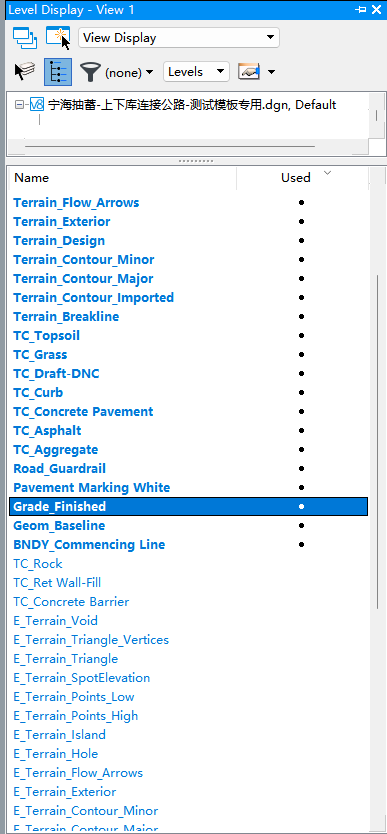 Level Display - View 1
View Display
(none) Levels
V8 宁海抽蓄-上下库连接公路-测试模板专用.dgn, Default
Name Used
Terrain_Flow_Arrows
Terrain_Exterior
Terrain_Design
Terrain_Contour_Minor
Terrain_Contour_Major
Terrain_Contour_Imported
Terrain_Breakline
TC_Topsoil
TC_Grass
TC_Draft-DNC
TC_Curb
TC_Concrete Pavement
TC_Asphalt
TC_Aggregate
Road_Guardrail
Pavement Marking White
Grade_Finished
Geom_Baseline
BNDY_Commencing Line
TC_Rock
TC_Ret Wall-Fill
TC_Concrete Barrier
E_Terrain_Void
E_Terrain_Triangle_Vertices
E_Terrain_Triangle
E_Terrain_SpotElevation
E_Terrain_Points_Low
E_Terrain_Points_High
E_Terrain_Island
E_Terrain_Hole
E_Terrain_Flow_Arrows
E_Terrain_Exterior
E_Terrain_Contour_Minor
E_Terrain_Contour_Major